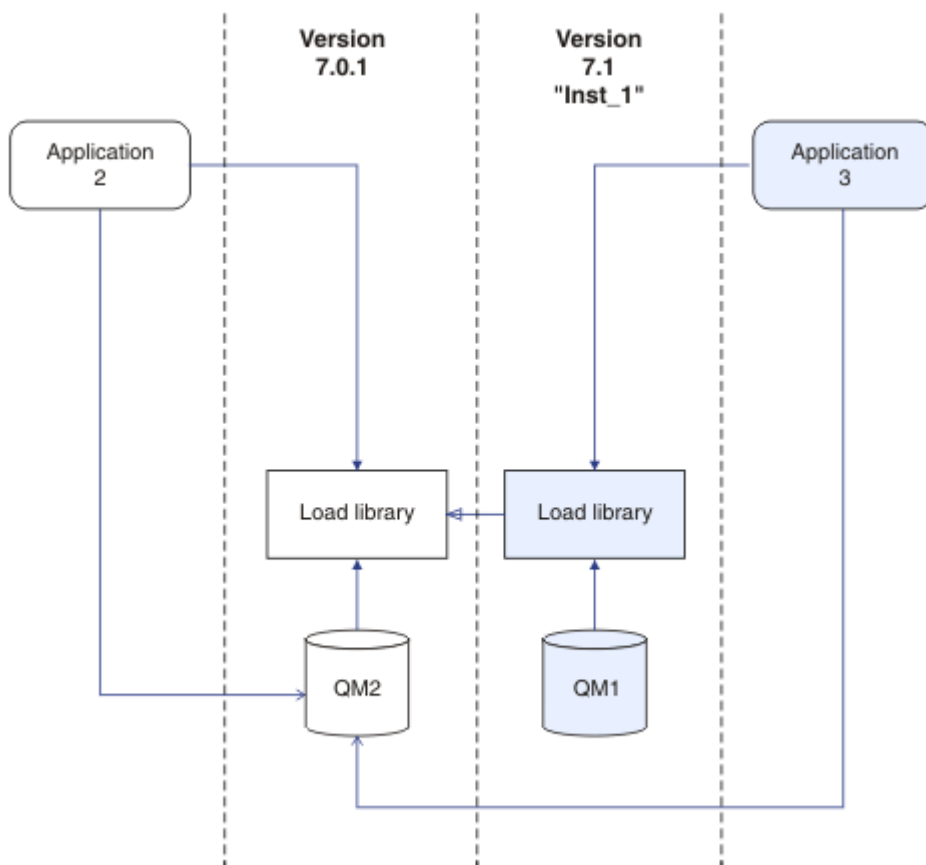 Version
7.0.1
Version
7.1
"Inst_1"
Application
2
Application
3
Load library
Load library
QM2
QM1